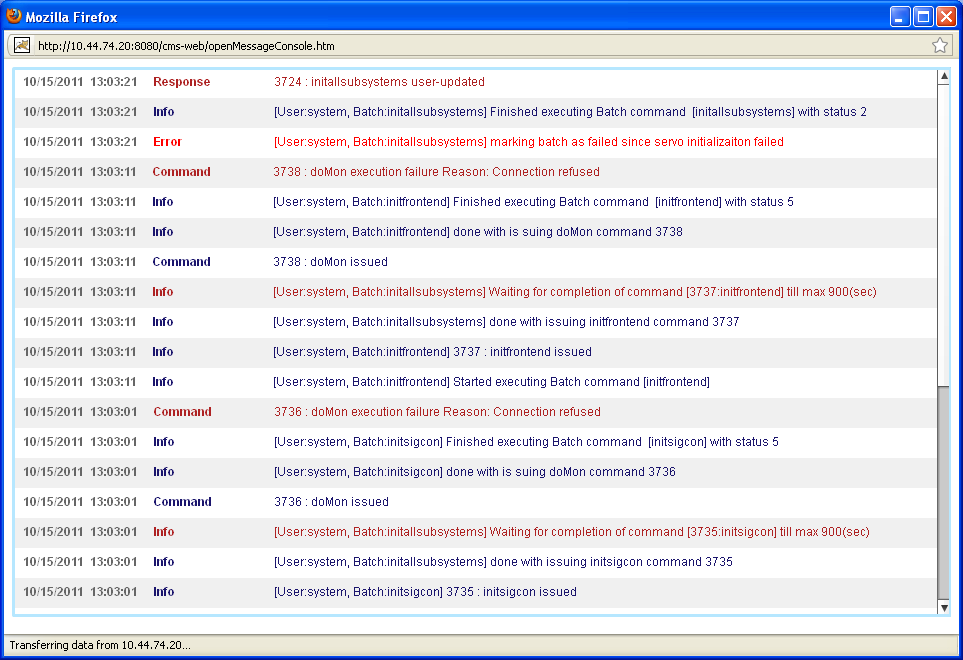 Mozilla Firefox
http://10.44.74.20:8080/cms-web/openMessageConsole.htm
10/15/2011 13:03:21 Response 3724 : initallsubsystems user-updated
10/15/2011 13:03:21 Info [User:system, Batch:initallsubsystems] Finished executing Batch command [initallsubsystems] with status 2
10/15/2011 13:03:21 Error [User:system, Batch:initallsubsystems] marking batch as failed since servo initializaiton failed
10/15/2011 13:03:11 Command 3738 : doMon execution failure Reason: Connection refused
10/15/2011 13:03:11 Info [User:system, Batch:initfrontend] Finished executing Batch command [initfrontend] with status 5
10/15/2011 13:03:11 Info [User:system, Batch:initfrontend] done with is suing doMon command 3738
10/15/2011 13:03:11 Command 3738 : doMon issued
10/15/2011 13:03:11 Info [User:system, Batch:initallsubsystems] Waiting for completion of command [3737:initfrontend] till max 900(sec)
10/15/2011 13:03:11 Info [User:system, Batch:initallsubsystems] done with issuing initfrontend command 3737
10/15/2011 13:03:11 Info [User:system, Batch:initfrontend] 3737 : initfrontend issued
10/15/2011 13:03:11 Info [User:system, Batch:initfrontend] Started executing Batch command [initfrontend]
10/15/2011 13:03:01 Command 3736 : doMon execution failure Reason: Connection refused
10/15/2011 13:03:01 Info [User:system, Batch:initsigcon] Finished executing Batch command [initsigcon] with status 5
10/15/2011 13:03:01 Info [User:system, Batch:initsigcon] done with is suing doMon command 3736
10/15/2011 13:03:01 Command 3736 : doMon issued
10/15/2011 13:03:01 Info [User:system, Batch:initallsubsystems] Waiting for completion of command [3735:initsigcon] till max 900(sec)
10/15/2011 13:03:01 Info [User:system, Batch:initallsubsystems] done with issuing initsigcon command 3735
10/15/2011 13:03:01 Info [User:system, Batch:initsigcon] 3735 : initsigcon issued
Transferring data from 10.44.74.20...